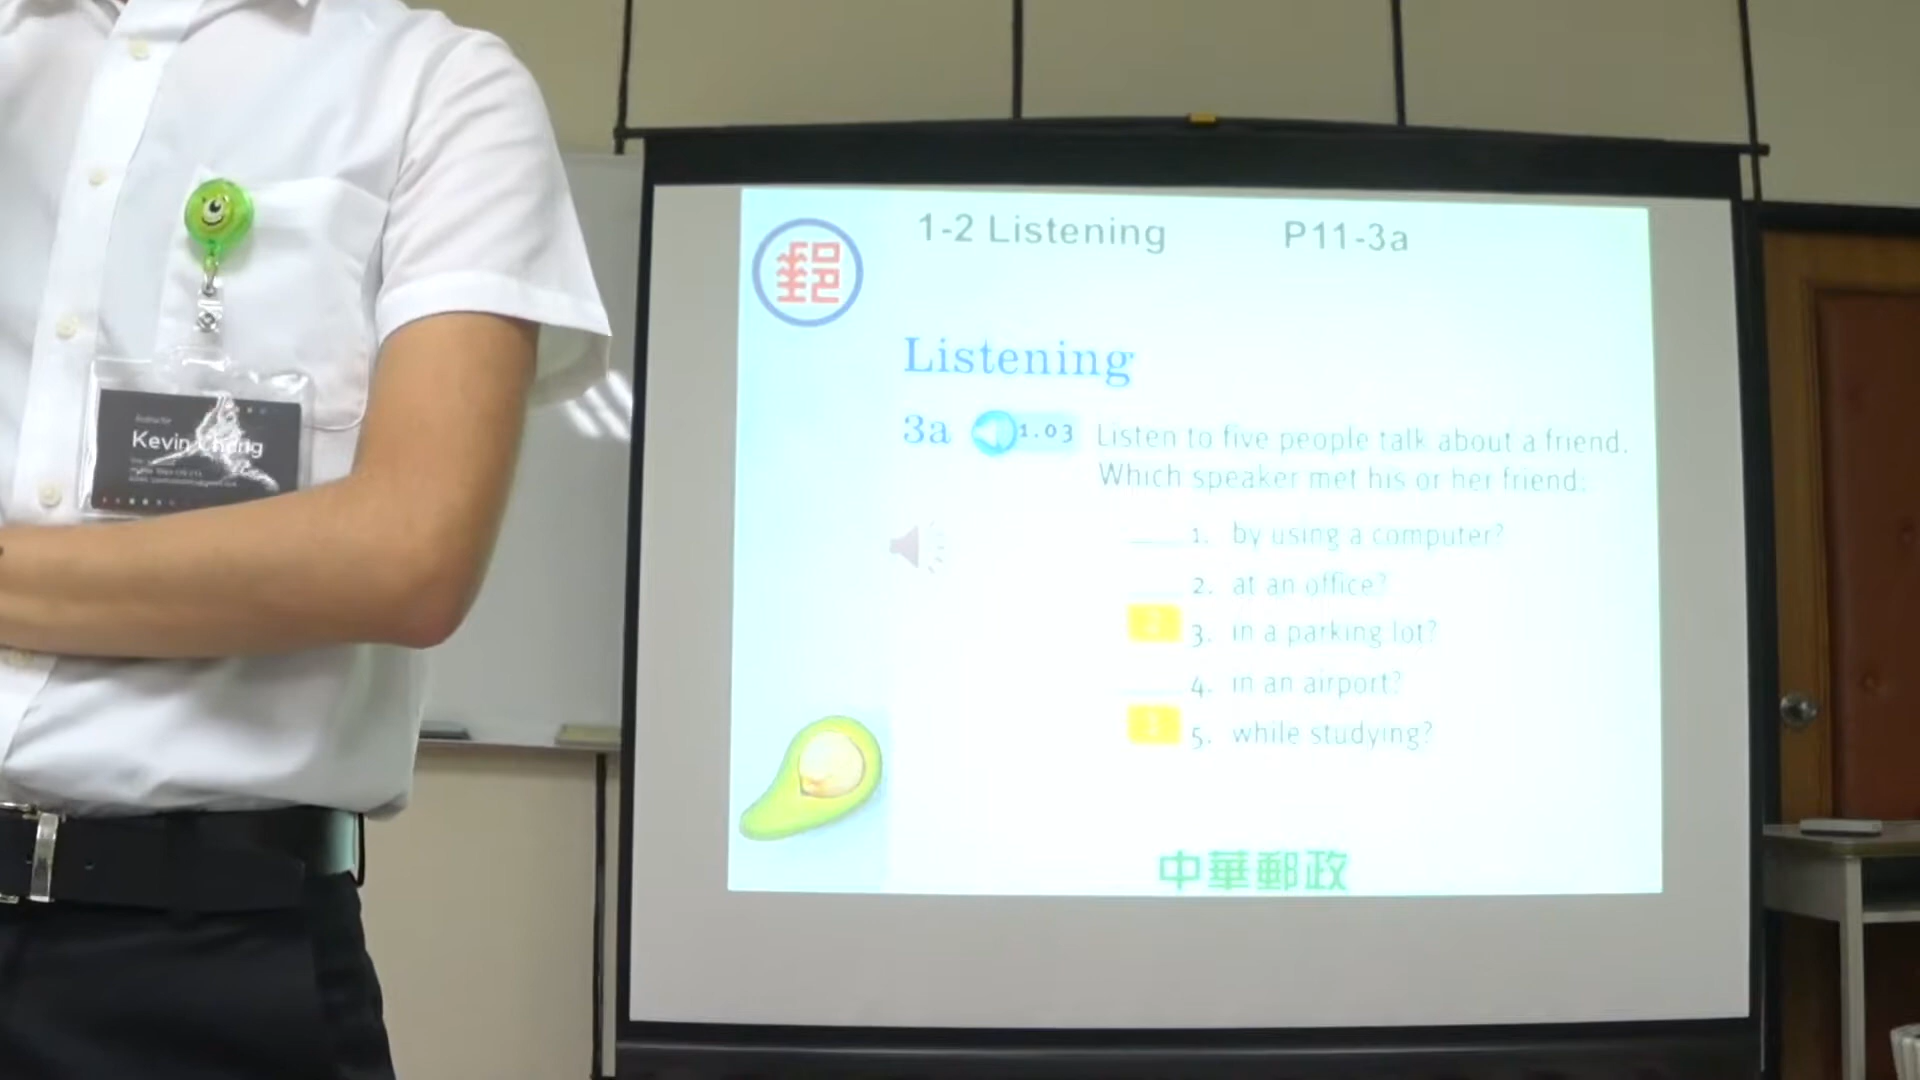 Kevin Chang
1-2 Listening P11-3a
郵
Listening
3a 1.03 Listen to five people talk about a friend.
Which speaker met his or her friend:
1. by using a computer?
2. at an office?
2 3. in a parking lot?
4. in an airport?
1 5. while studying?
中華郵政